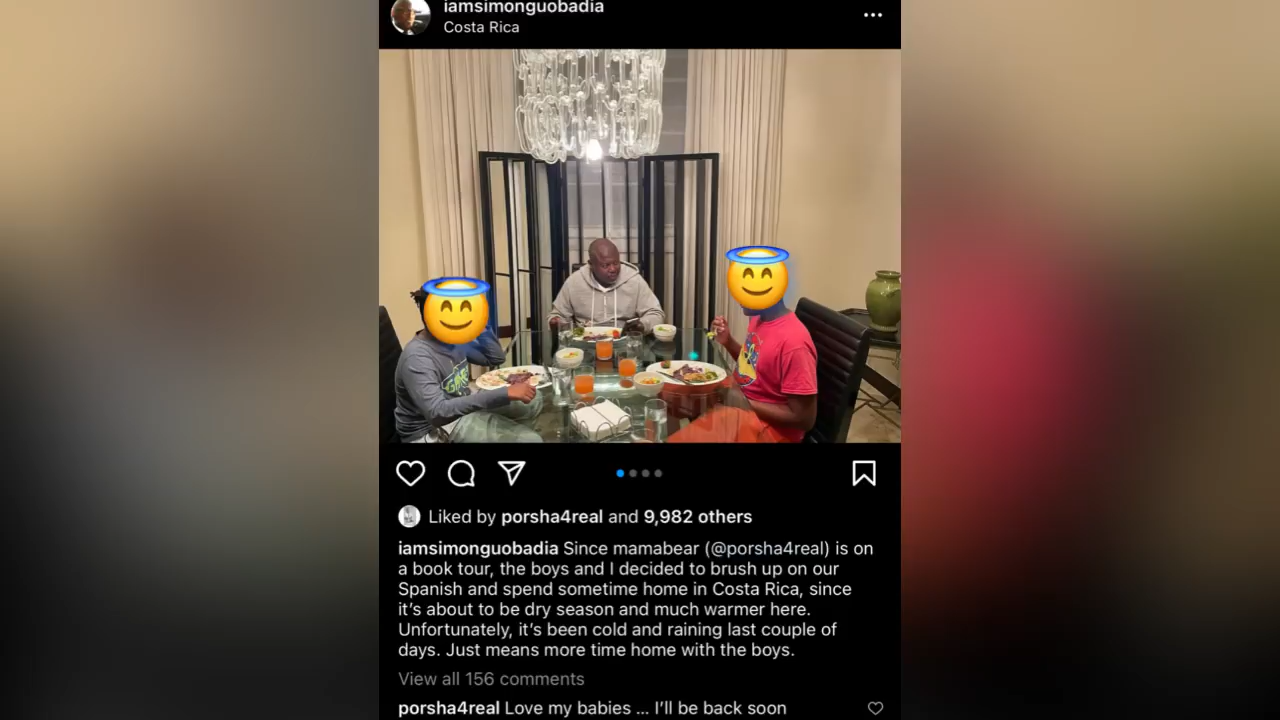 iamsimonguobadia
Costa Rica
Liked by porsha4real and 9,982 others
iamsimonguobadia Since mamabear (@porsha4real) is on
a book tour, the boys and I decided to brush up on our
Spanish and spend sometime home in Costa Rica, since
it’s about to be dry season and much warmer here.
Unfortunately, it’s been cold and raining last couple of
days. Just means more time home with the boys.
View all 156 comments
porsha4real Love my babies ... I’ll be back soon